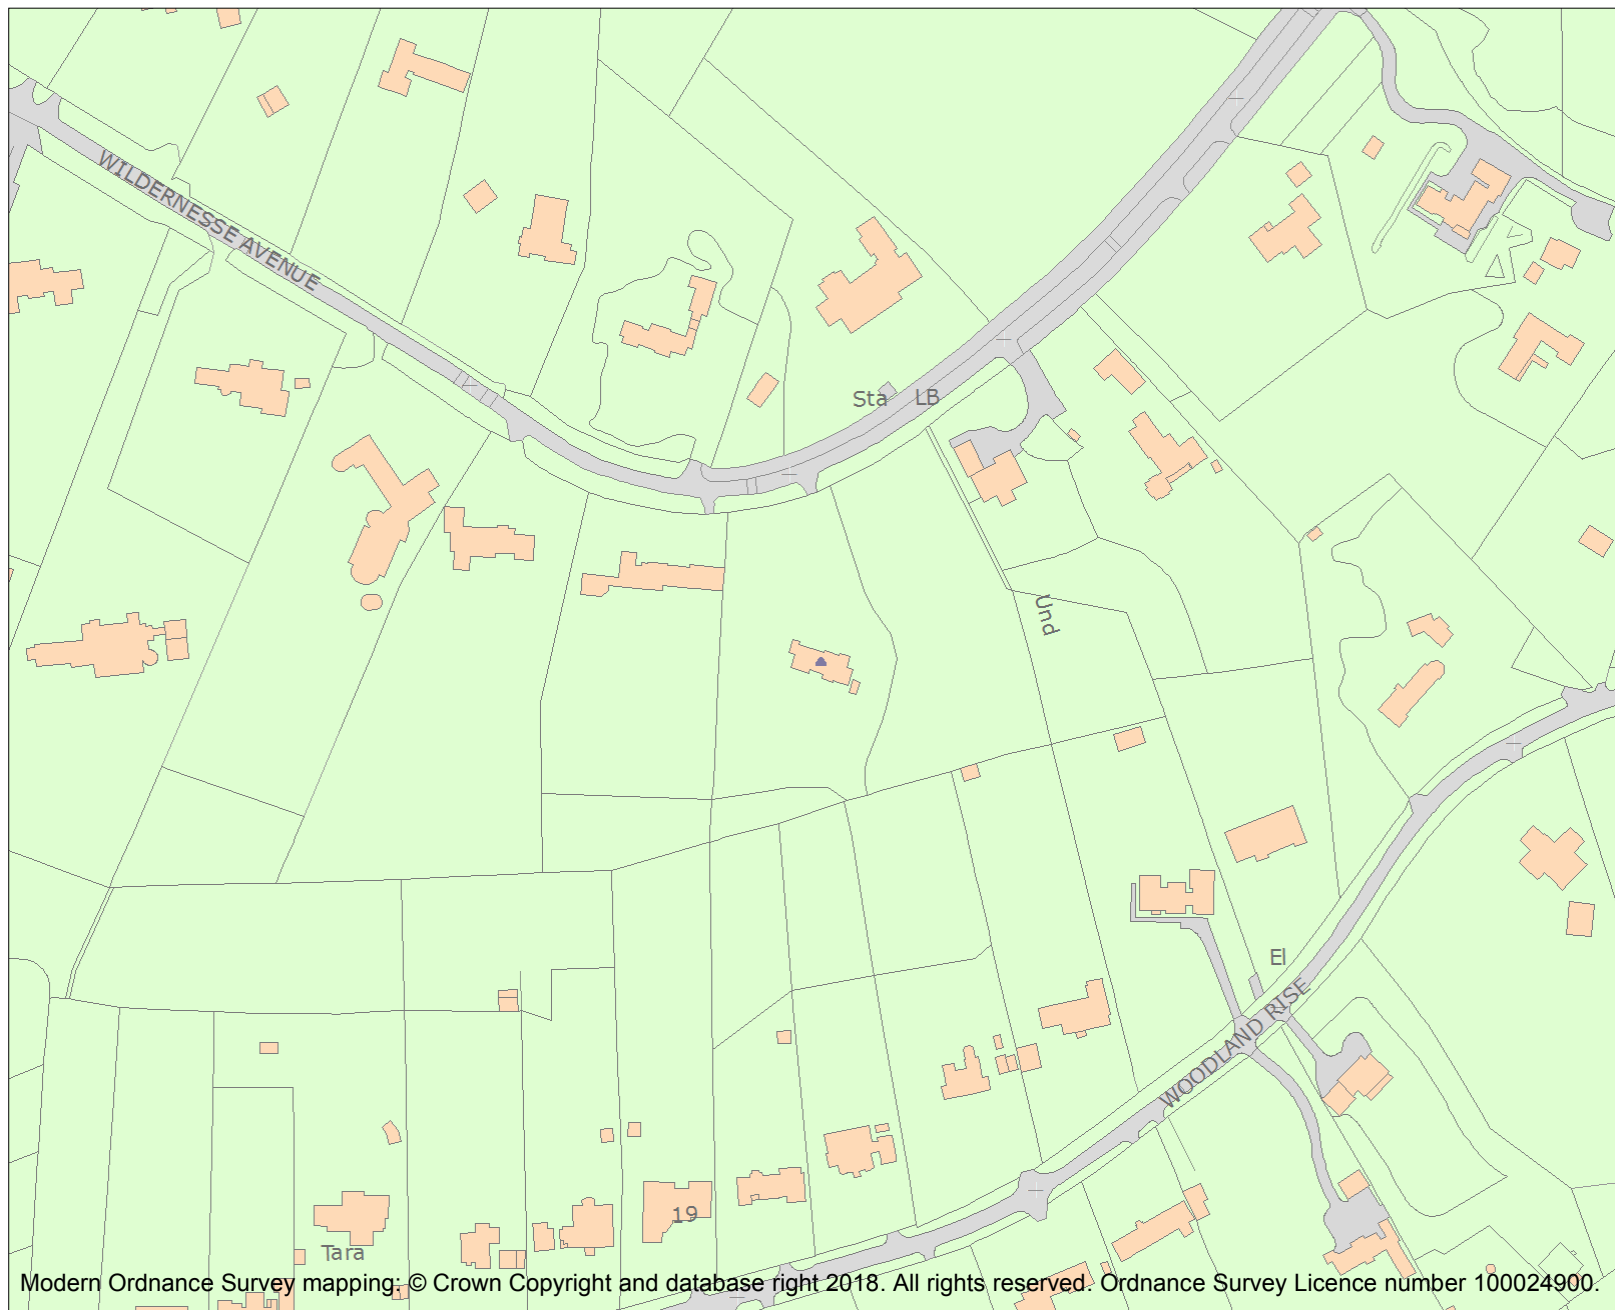 WILDERNESSE AVENUE
Sta LB
Und
El
WOODLAND RISE
19
Tara
Modern Ordnance Survey mapping: © Crown Copyright and database right 2018. All rights reserved. Ordnance Survey Licence number 100024900.